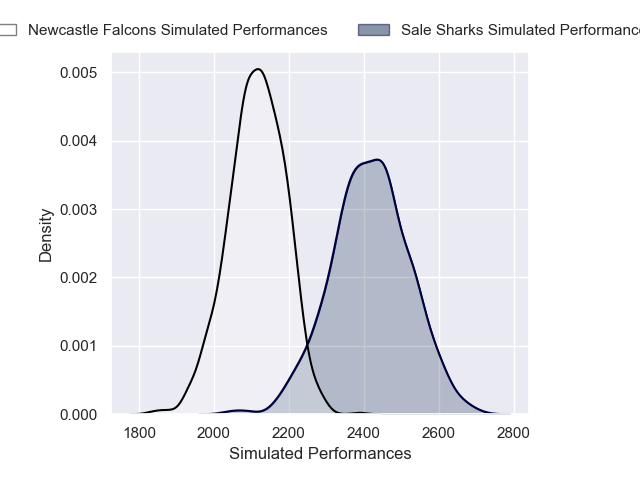 Newcastle Falcons Simulated Performances
Sale Sharks Simulated Performanc
0.005
0.004
0.003
0.002
0.001
0.000
Density
1800 2000 2200 2400 2600 2800
Simulated Performances